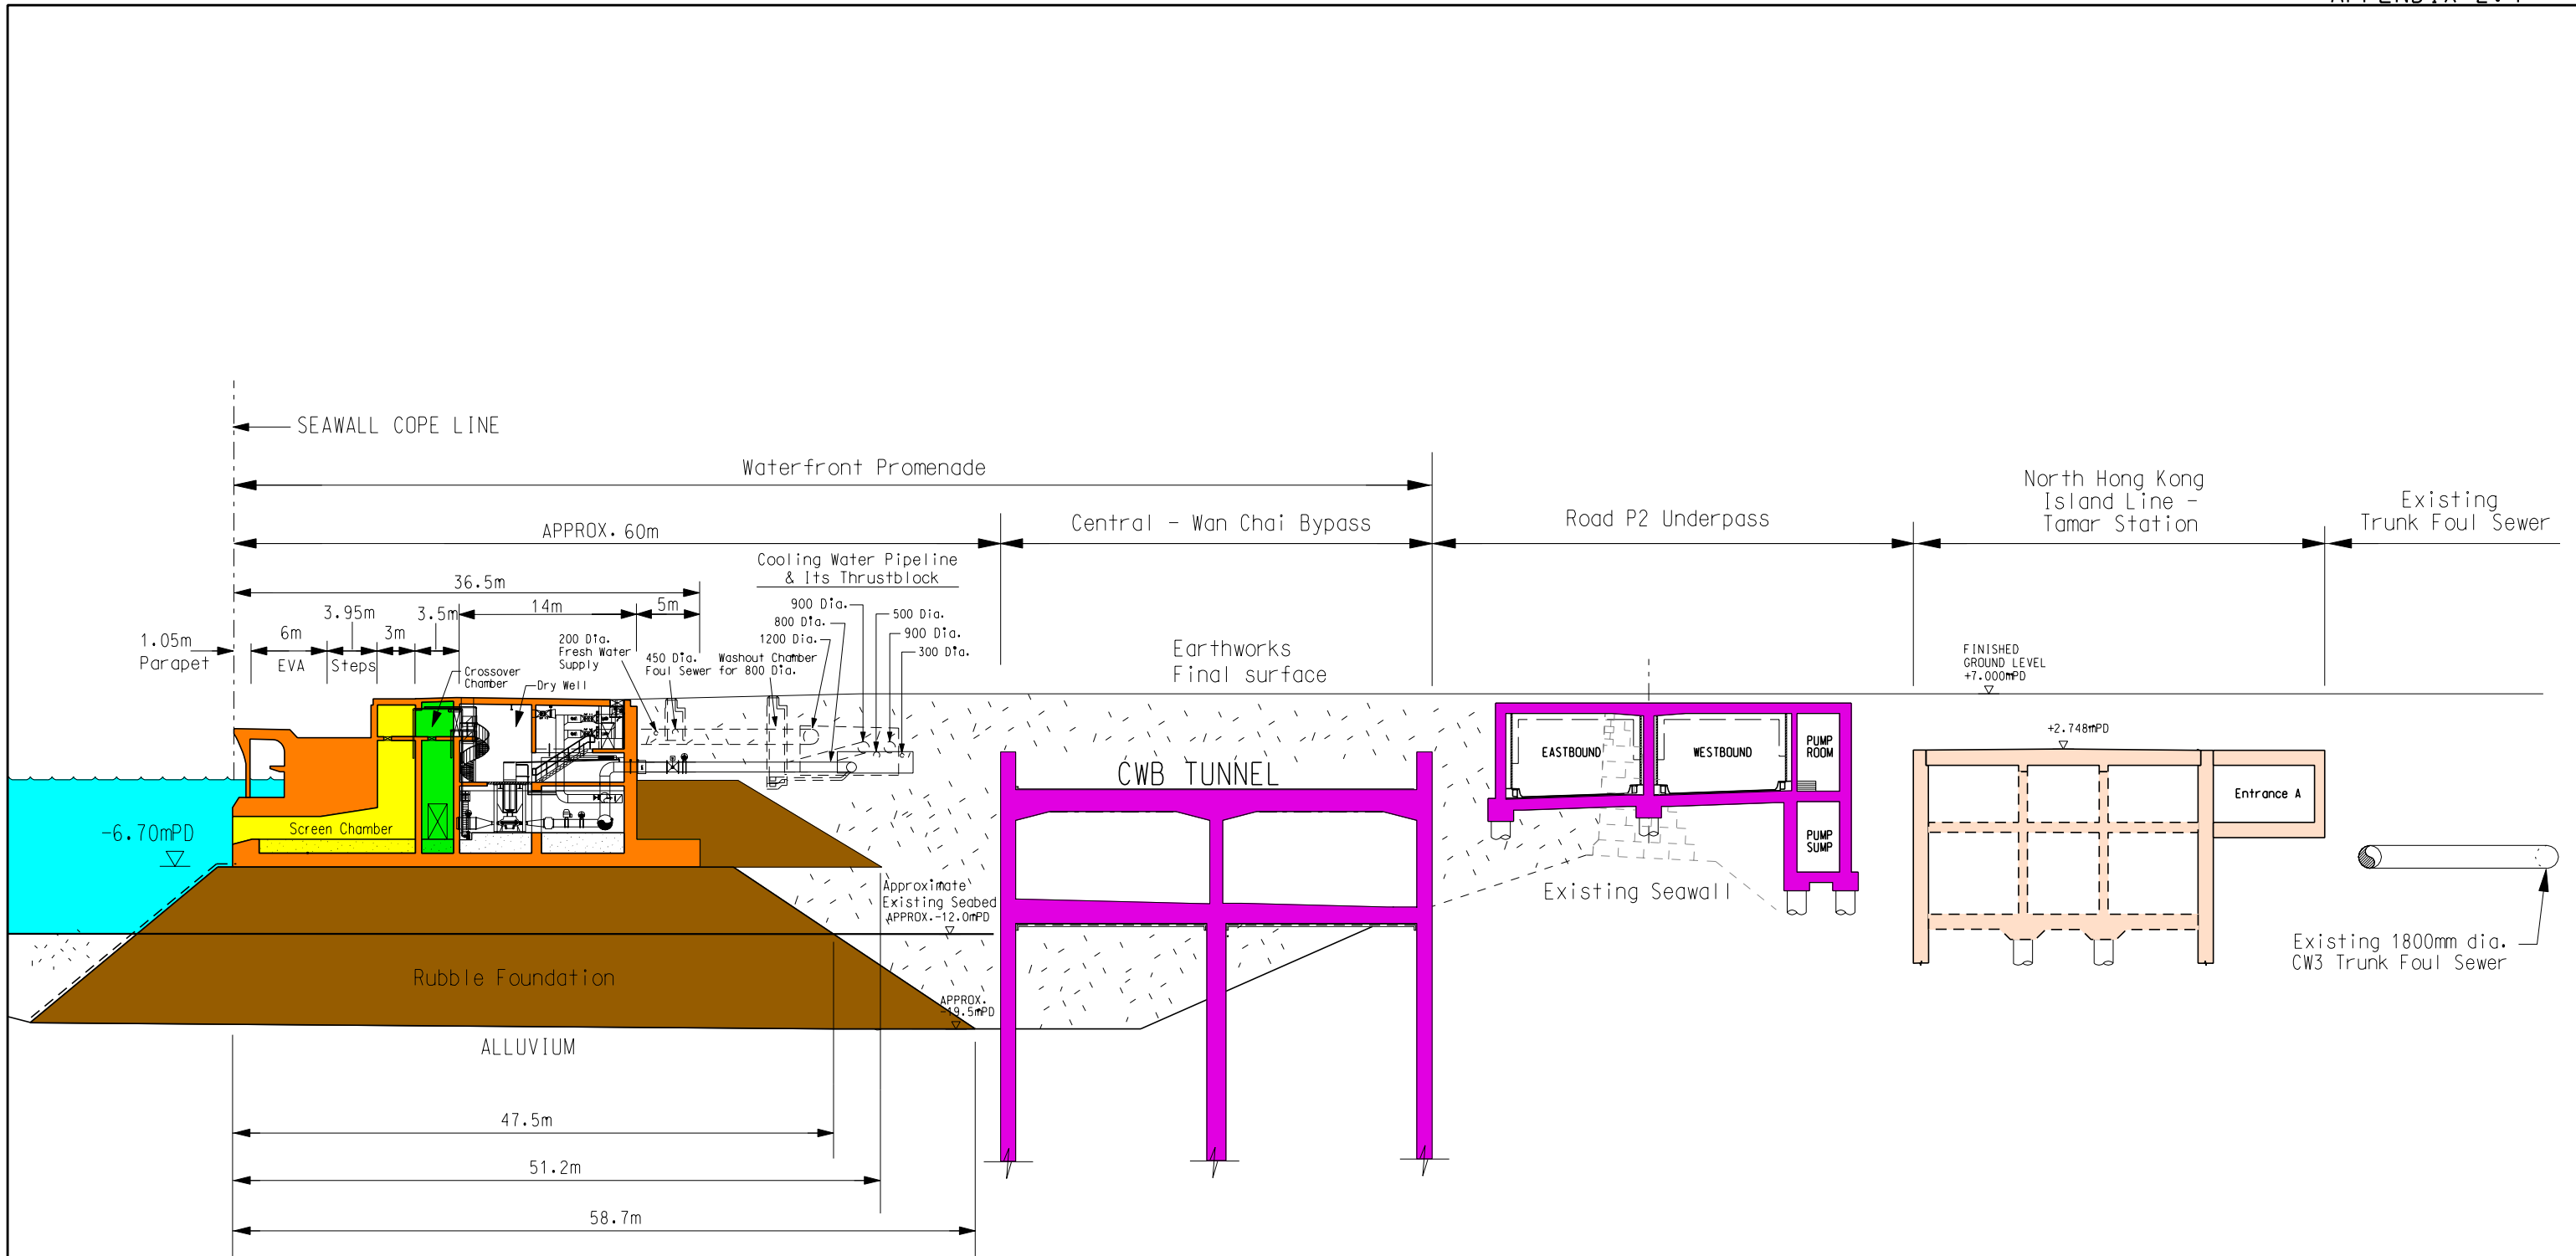 SEAWALL COPE LINE
Waterfront Promenade
North Hong Kong
Island Line -
Tamar Station
Existing
Trunk Foul Sewer
APPROX. 60m
Central - Wan Chai Bypass
Road P2 Underpass
Cooling Water Pipeline
& Its Thrustblock
36.5m
3.95m
3.5m
14m
5m
900 Dia.
800 Dia.
1200 Dia.
500 Dia.
900 Dia.
300 Dia.
1.05m
Parapet
6m
EVA
Steps
3m
200 Dia.
Fresh Water
Supply
450 Dia.
Foul Sewer
Washout Chamber
for 800 Dia.
Crossover
Chamber
Dry Well
Earthworks
Final surface
FINISHED
GROUND LEVEL
+7.000mPD
+2.748mPD
EASTBOUND
WESTBOUND
PUMP
ROOM
CWB TUNNEL
Entrance A
-6.70mPD
Screen Chamber
PUMP
SUMP
Approximate
Existing Seabed
APPROX.-12.0mPD
Existing Seawall
Existing 1800mm dia.
CW3 Trunk Foul Sewer
Rubble Foundation
APPROX.
-19.5mPD
ALLUVIUM
47.5m
51.2m
58.7m